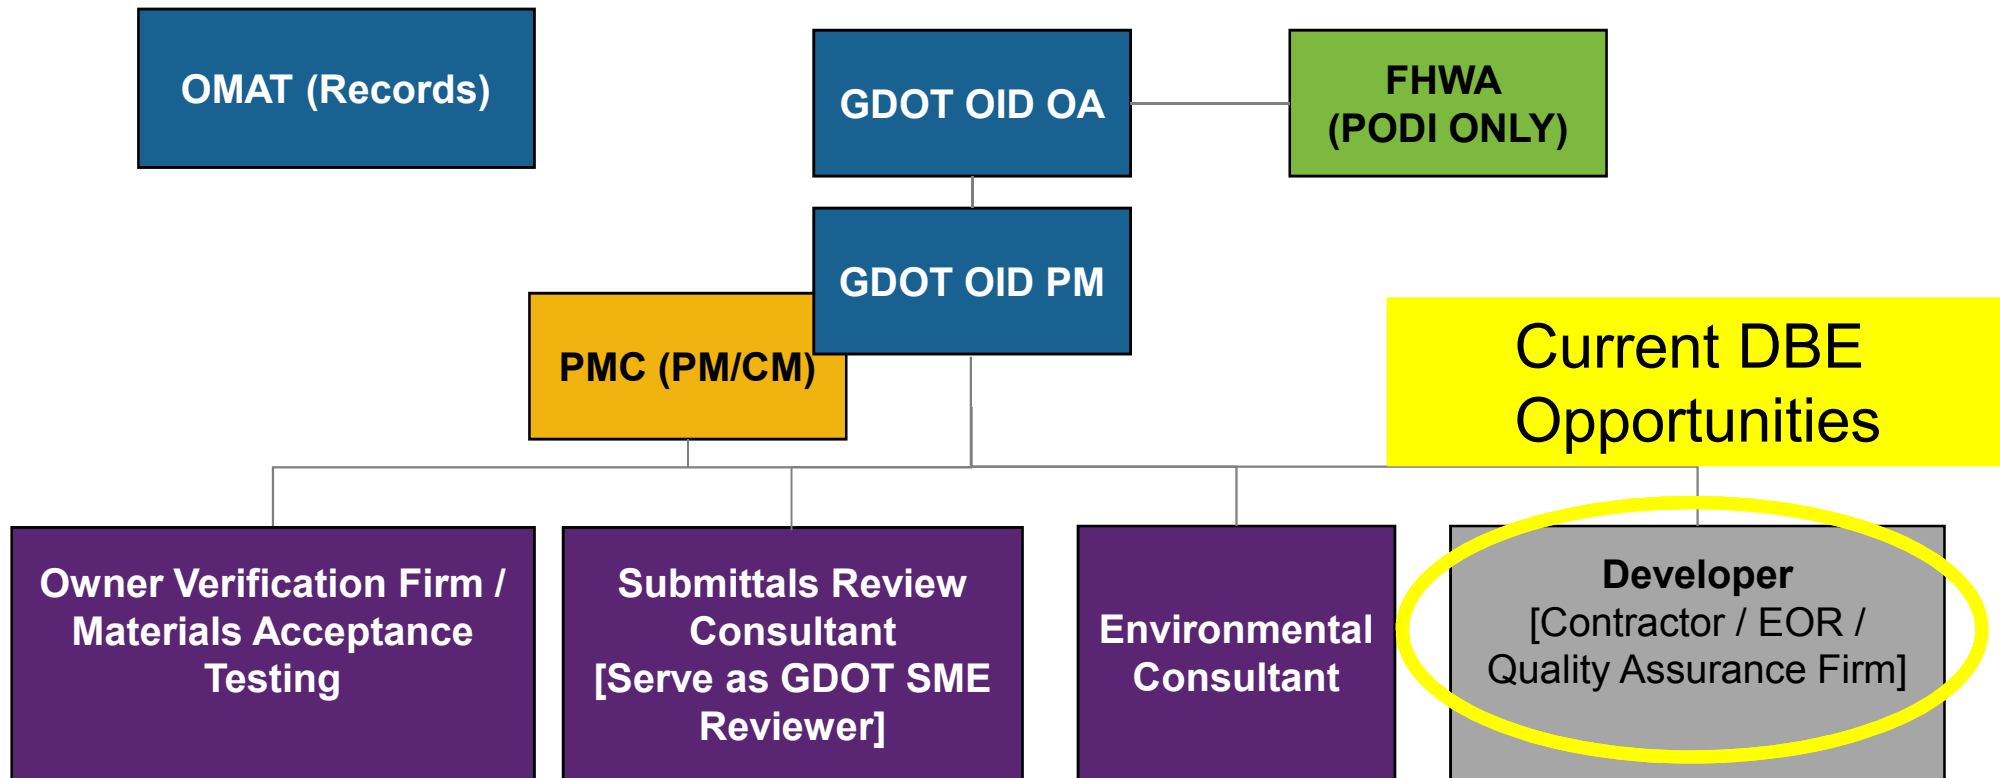 OMAT (Records)
GDOT OID OA
FHWA
(PODI ONLY)
GDOT OID PM
PMC (PM/CM)
Current DBE
Opportunities
Owner Verification Firm /
Materials Acceptance
Testing
Submittals Review
Consultant
[Serve as GDOT SME
Reviewer]
Environmental
Consultant
Developer
[Contractor / EOR /
Quality Assurance Firm]